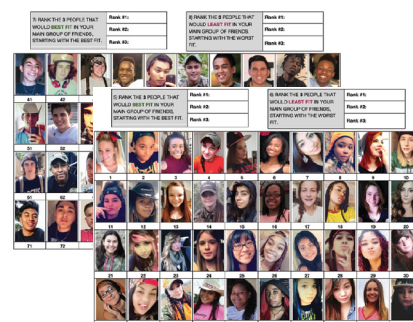 7) RANK THE 3 PEOPLE THAT
WOULD BEST FIT IN YOUR
MAIN GROUP OF FRIENDS,
STARTING WITH THE BEST FIT.
Rank #1:
Rank #2:
Rank #3:
8) RANK THE 3 PEOPLE THAT
WOULD LEAST FIT IN YOUR
MAIN GROUP OF FRIENDS,
STARTING WITH THE WORST
FIT.
Rank #1:
Rank #2:
Rank #3:
41 42
51 52
61 62
71 72
5) RANK THE 3 PEOPLE THAT
WOULD BEST FIT IN YOUR
MAIN GROUP OF FRIENDS,
STARTING WITH THE BEST FIT.
Rank #1:
Rank #2:
Rank #3:
6) RANK THE 3 PEOPLE THAT
WOULD LEAST FIT IN YOUR
MAIN GROUP OF FRIENDS,
STARTING WITH THE WORST
FIT.
Rank #1:
Rank #2:
Rank #3:
1 2 3 4 5 6 7 8 9 10
11 12 13 14 15 16 17 18 19 20
21 22 23 24 25 26 27 28 29 30